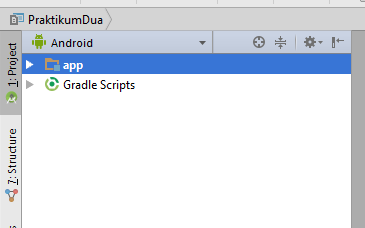 PraktikumDua
Android
1: Project
app
Gradle Scripts
7: Structure